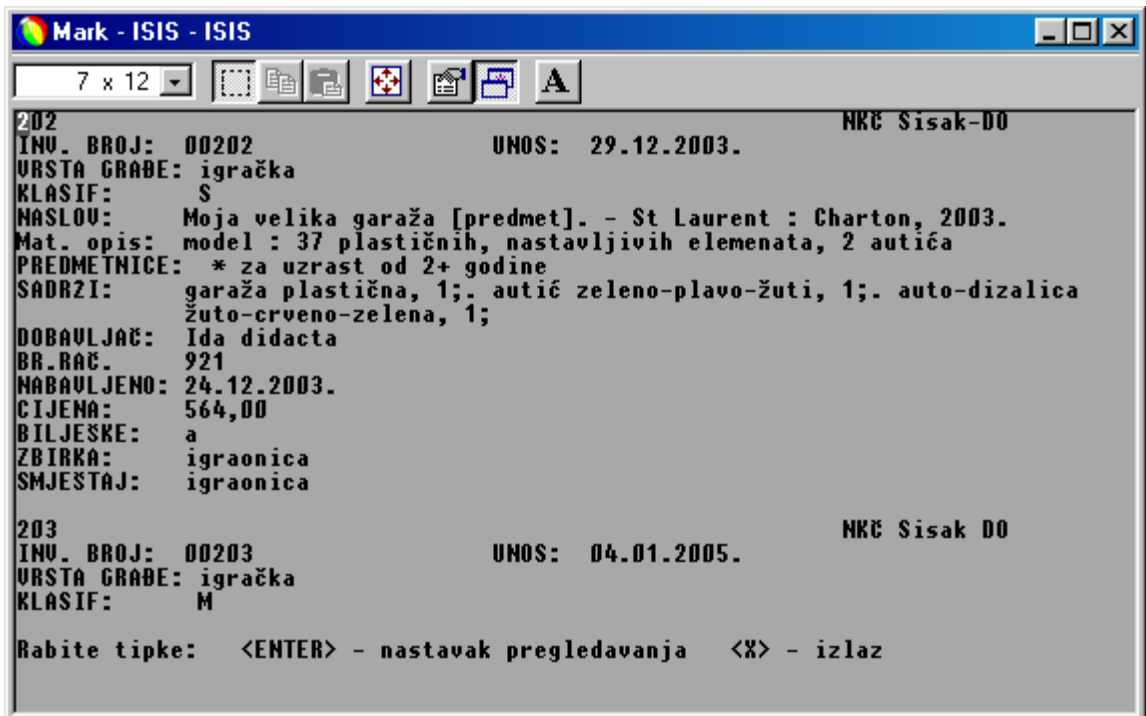 Mark - ISIS - ISIS
7 x 12
A
202 NKČ Sisak-DO
INV. BROJ: 00202 UNOS: 29.12.2003.
VRSTA GRAĐE: igračka
KLASIF: S
NASLOV: Moja velika garaža [predmet]. - St Laurent : Charton, 2003.
Mat. opis: model : 37 plastičnih, nastavljivih elemenata, 2 autića
PREDMETNICE: * za uzrast od 2+ godine
SADRŽI: garaža plastična, 1;. autić zeleno-plavo-žuti, 1;. auto-dizalica
žuto-crveno-zelena, 1;
DOBAVLJAČ: Ida didacta
BR.RAČ. 921
NABAVLJENO: 24.12.2003.
CIJENA: 564,00
BILJEŠKE: a
ZBIRKA: igraonica
SMJEŠTAJ: igraonica
203 NKČ Sisak DO
INV. BROJ: 00203 UNOS: 04.01.2005.
VRSTA GRAĐE: igračka
KLASIF: M
Rabite tipke: <ENTER> - nastavak pregledavanja <X> - izlaz